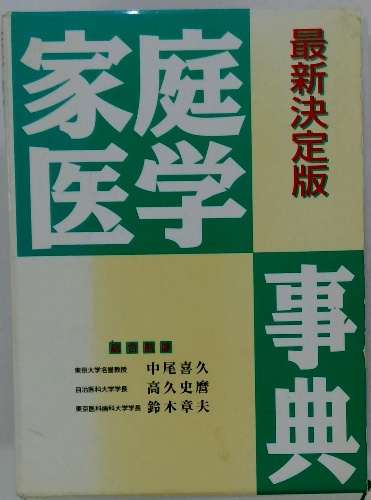 最新決定版
家庭
医学
事典
総合監修
東京大学名誉教授 中尾喜久
自治医科大学学長 高久史麿
東京医科歯科大学学長 鈴木章夫